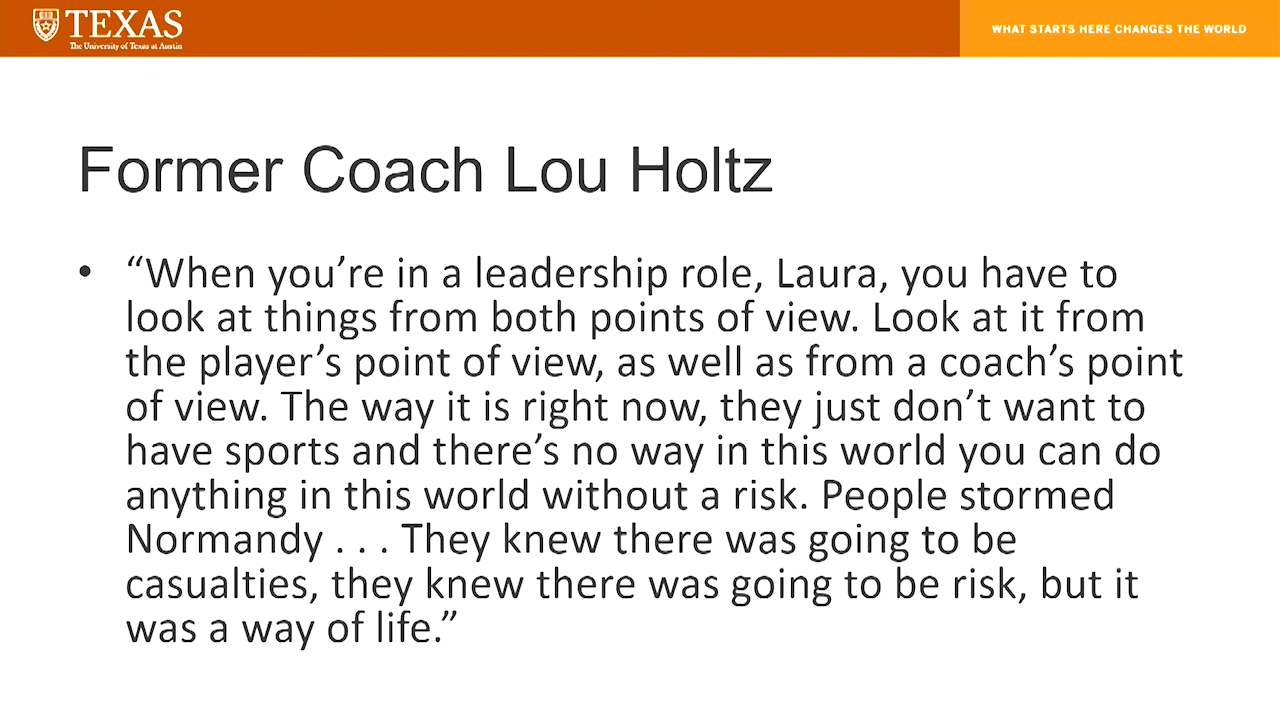 TEXAS
The University of Texas at Austin
WHAT STARTS HERE CHANGES THE WORLD
Former Coach Lou Holtz
• “When you’re in a leadership role, Laura, you have to
look at things from both points of view. Look at it from
the player’s point of view, as well as from a coach’s point
of view. The way it is right now, they just don’t want to
have sports and there’s no way in this world you can do
anything in this world without a risk. People stormed
Normandy . . . They knew there was going to be
casualties, they knew there was going to be risk, but it
was a way of life.”